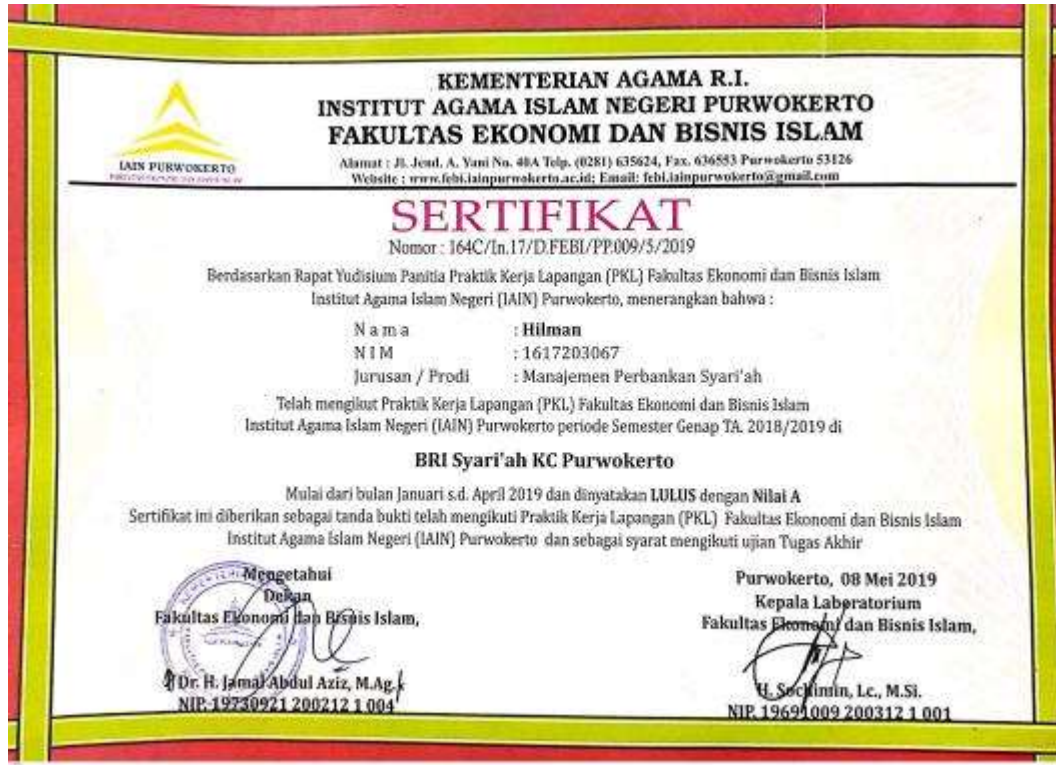 KEMENTERIAN AGAMA R.I.
INSTITUT AGAMA ISLAM NEGERI PURWOKERTO
FAKULTAS EKONOMI DAN BISNIS ISLAM
Alamat : Jl. Jend. A. Yani No. 40A Telp. (0281) 635624, Fax. 636553 Purwokerto 53126
Website : www.febi.iainpurwokerto.ac.id; Email: febi.iainpurwokerto@gmail.com
IAIN PURWOKERTO
SERTIFIKAT
Nomor : 164C/In.17/D.FEBI/PP.009/5/2019
Berdasarkan Rapat Yudisium Panitia Praktik Kerja Lapangan (PKL) Fakultas Ekonomi dan Bisnis Islam
Institut Agama Islam Negeri (IAIN) Purwokerto, menerangkan bahwa :
N a m a : Hilman
N I M : 1617203067
Jurusan / Prodi : Manajemen Perbankan Syari'ah
Telah mengikut Praktik Kerja Lapangan (PKL) Fakultas Ekonomi dan Bisnis Islam
Institut Agama Islam Negeri (IAIN) Purwokerto periode Semester Genap TA. 2018/2019 di
BRI Syari'ah KC Purwokerto
Mulai dari bulan Januari s.d. April 2019 dan dinyatakan LULUS dengan Nilai A
Sertifikat ini diberikan sebagai tanda bukti telah mengikuti Praktik Kerja Lapangan (PKL) Fakultas Ekonomi dan Bisnis Islam
Institut Agama Islam Negeri (IAIN) Purwokerto dan sebagai syarat mengikuti ujian Tugas Akhir
Mengetahui
Dekan
Fakultas Ekonomi dan Bisnis Islam,
Dr. H. Jamal Abdul Aziz, M.Ag.
NIP. 19730921 200212 1 004
Purwokerto, 08 Mei 2019
Kepala Laboratorium
Fakultas Ekonomi dan Bisnis Islam,
H. Sochimin, Lc., M.Si.
NIP. 19691009 200312 1 001